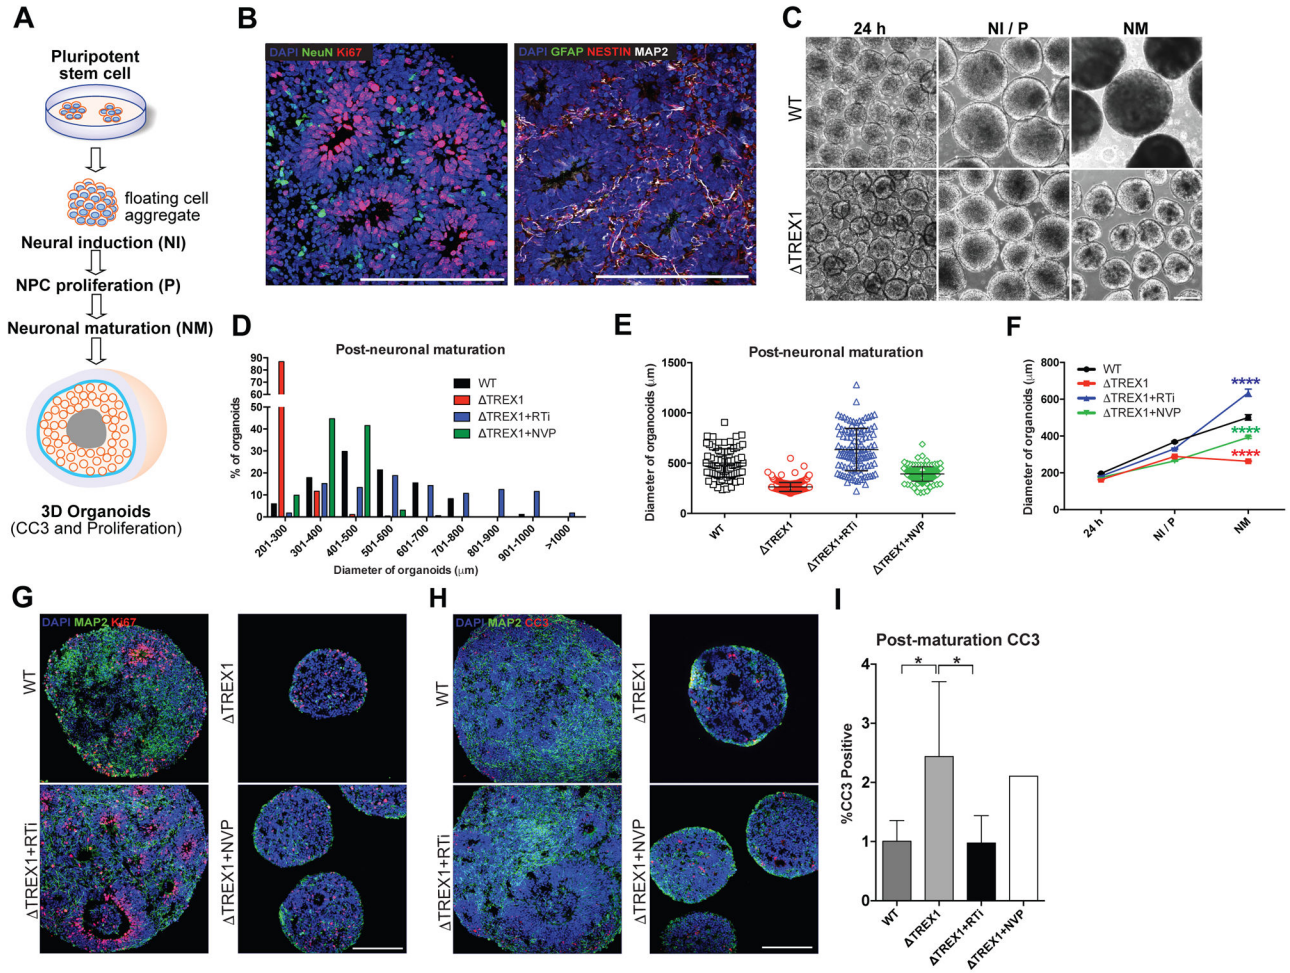 A
Pluripotent
stem cell
floating cell
aggregate
Neural induction (NI)
NPC proliferation (P)
Neuronal maturation (NM)
3D Organoids
(CC3 and Proliferation)
B
DAPI NeuN Ki67
DAPI GFAP NESTIN MAP2
C
24 h
NI / P
NM
WT
ΔTREX1
D
Post-neuronal maturation
% of organoids
90
80
70
60
50
40
30
20
10
0
WT
ΔTREX1
ΔTREX1+RTi
ΔTREX1+NVP
201-300
301-400
401-500
501-600
601-700
701-800
801-900
901-1000
>1000
Diameter of organoids (μm)
E
Post-neuronal maturation
Diameter of organoids (μm)
1500
1000
500
0
WT
ΔTREX1
ΔTREX1+RTi
ΔTREX1+NVP
F
Diameter of organoids (μm)
800
600
400
200
0
WT
ΔTREX1
ΔTREX1+RTi
ΔTREX1+NVP
****
****
****
24 h
NI / P
NM
G
DAPI MAP2 Ki67
WT
ΔTREX1
ΔTREX1+RTi
ΔTREX1+NVP
H
DAPI MAP2 CC3
WT
ΔTREX1
ΔTREX1+RTi
ΔTREX1+NVP
I
Post-maturation CC3
%CC3 Positive
4
3
2
1
0
*
*
WT
ΔTREX1
ΔTREX1+RTi
ΔTREX1+NVP